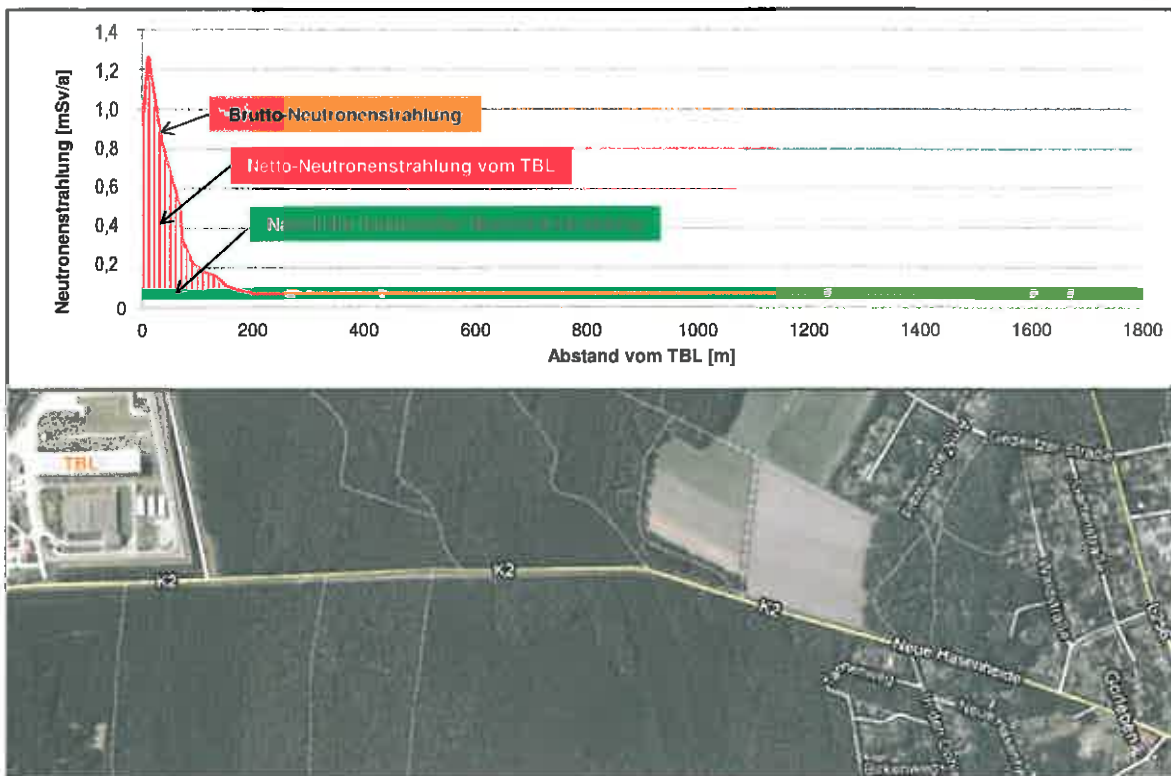 1,4
1,2
1,0
0,8
0,6
0,4
0,2
0
Neutronenstrahlung [mSv/a]
Brutto-Neutronenstrahlung
Netto-Neutronenstrahlung vom TBL
0 200 400 600 800 1000 1200 1400 1600 1800
Abstand vom TBL [m]
TBL
K2
K2
K2
Neue Hasenheide